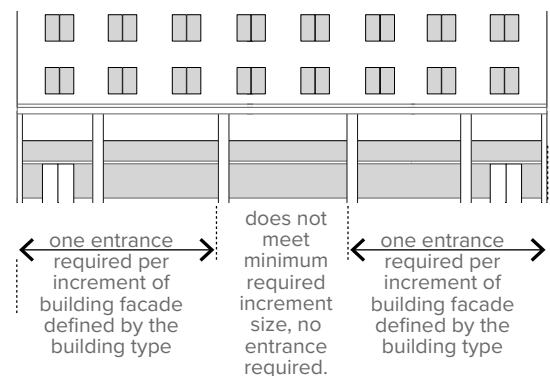 one entrance
required per
increment of
building facade
defined by the
building type
does not
meet
minimum
required
increment
size, no
entrance
required.
one entrance
required per
increment of
building facade
defined by the
building type